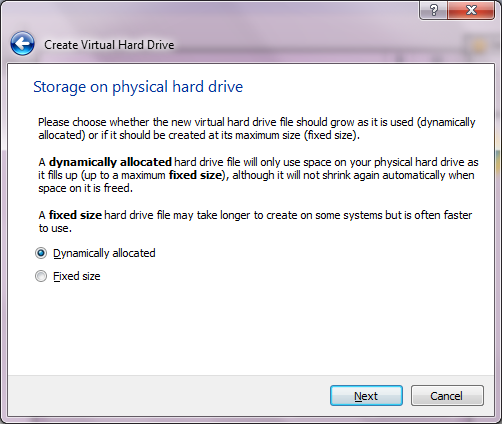 Create Virtual Hard Drive
Storage on physical hard drive
Please choose whether the new virtual hard drive file should grow as it is used (dynamically
allocated) or if it should be created at its maximum size (fixed size).
A dynamically allocated hard drive file will only use space on your physical hard drive as
it fills up (up to a maximum fixed size), although it will not shrink again automatically when
space on it is freed.
A fixed size hard drive file may take longer to create on some systems but is often faster
to use.
Dynamically allocated
Fixed size
Next
Cancel